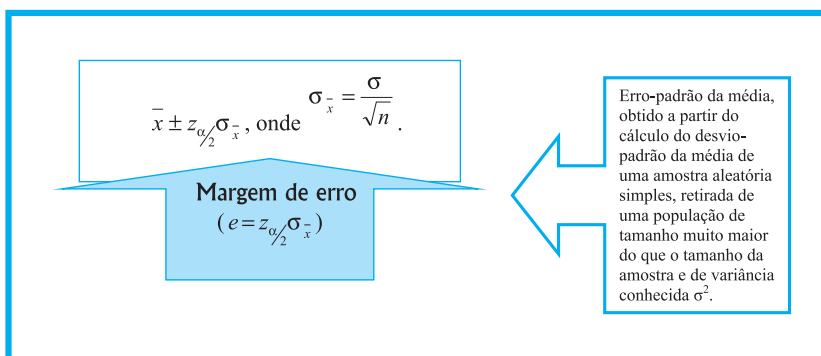 x̄ ± z_{α/2} σ_x̄, onde σ_x̄ = σ/√n.
Margem de erro
(e = z_{α/2} σ_x̄)
Erro-padrão da média,
obtido a partir do
cálculo do desvio-
padrão da média de
uma amostra aleatória
simples, retirada de
uma população de
tamanho muito maior
do que o tamanho da
amostra e de variância
conhecida σ².